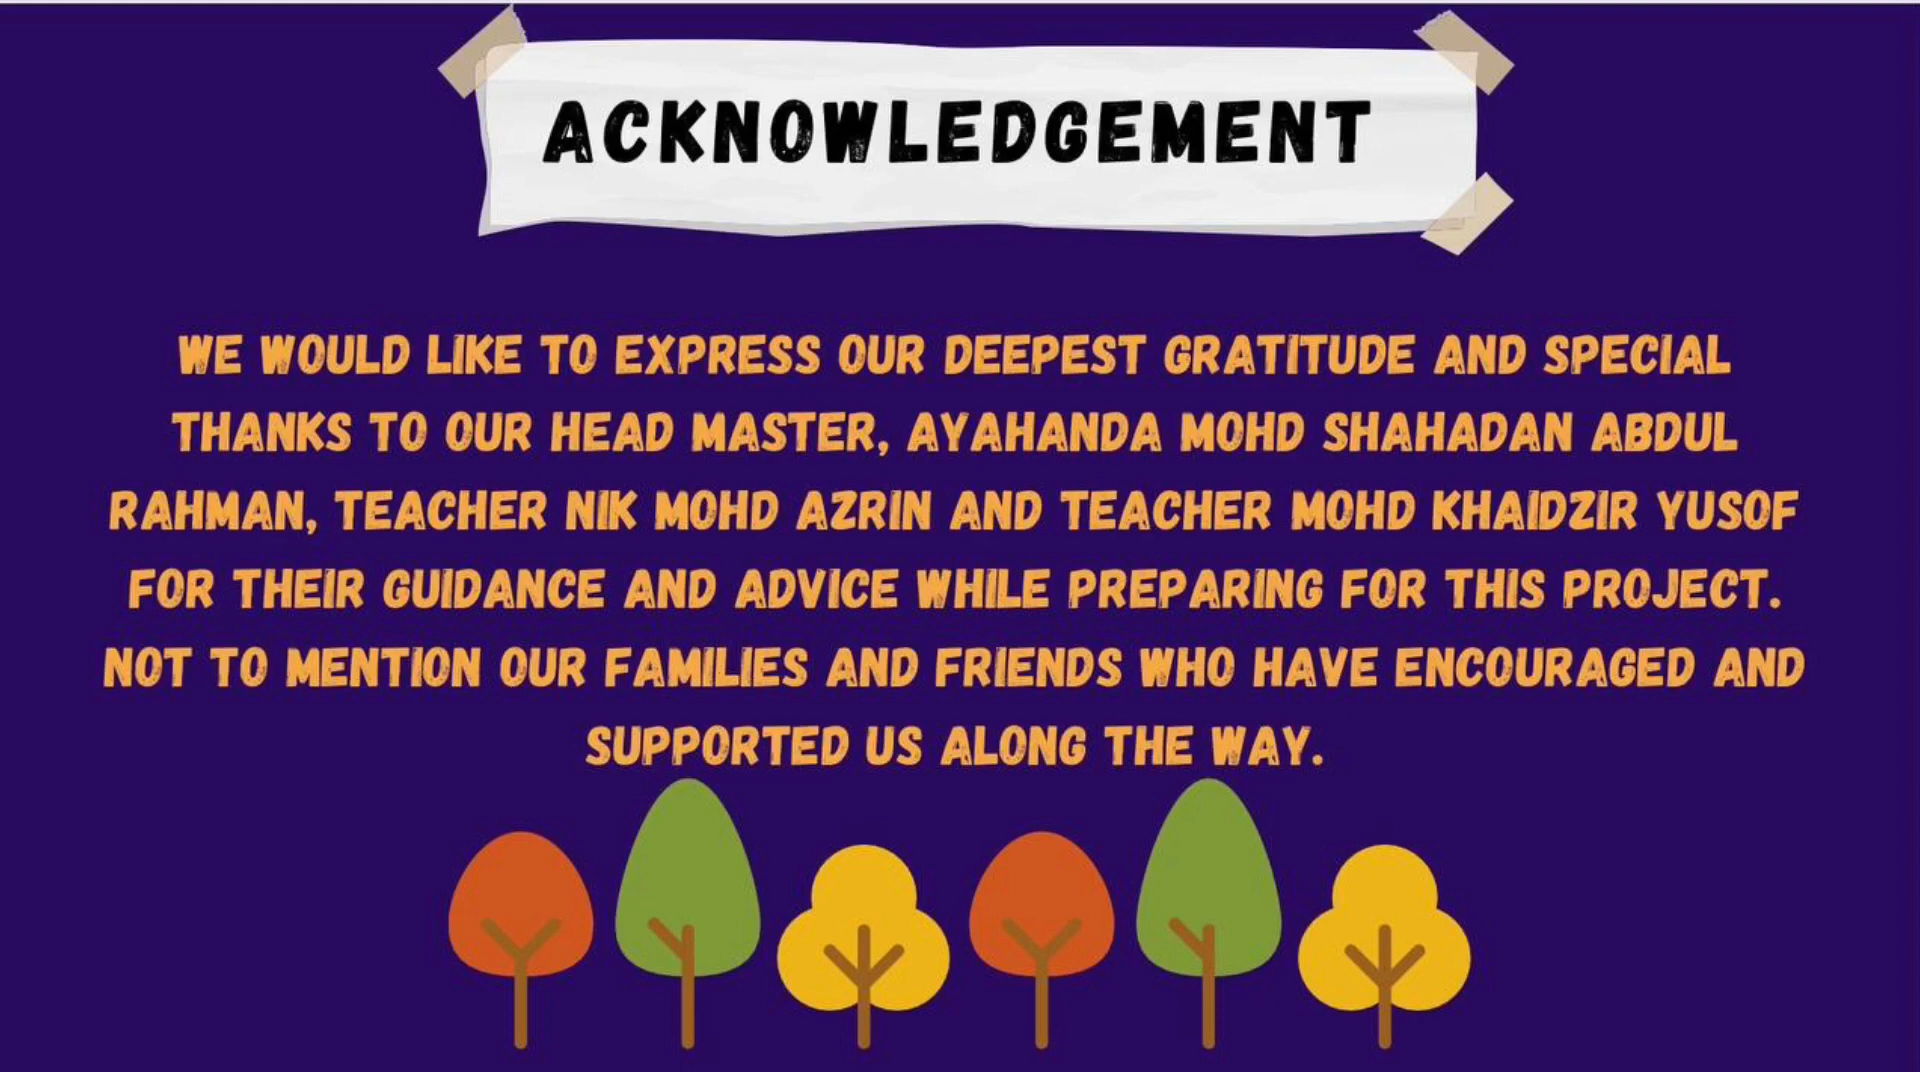 ACKNOWLEDGEMENT
WE WOULD LIKE TO EXPRESS OUR DEEPEST GRATITUDE AND SPECIAL
THANKS TO OUR HEAD MASTER, AYAHANDA MOHD SHAHADAN ABDUL
RAHMAN, TEACHER NIK MOHD AZRIN AND TEACHER MOHD KHAIDZIR YUSOF
FOR THEIR GUIDANCE AND ADVICE WHILE PREPARING FOR THIS PROJECT.
NOT TO MENTION OUR FAMILIES AND FRIENDS WHO HAVE ENCOURAGED AND
SUPPORTED US ALONG THE WAY.